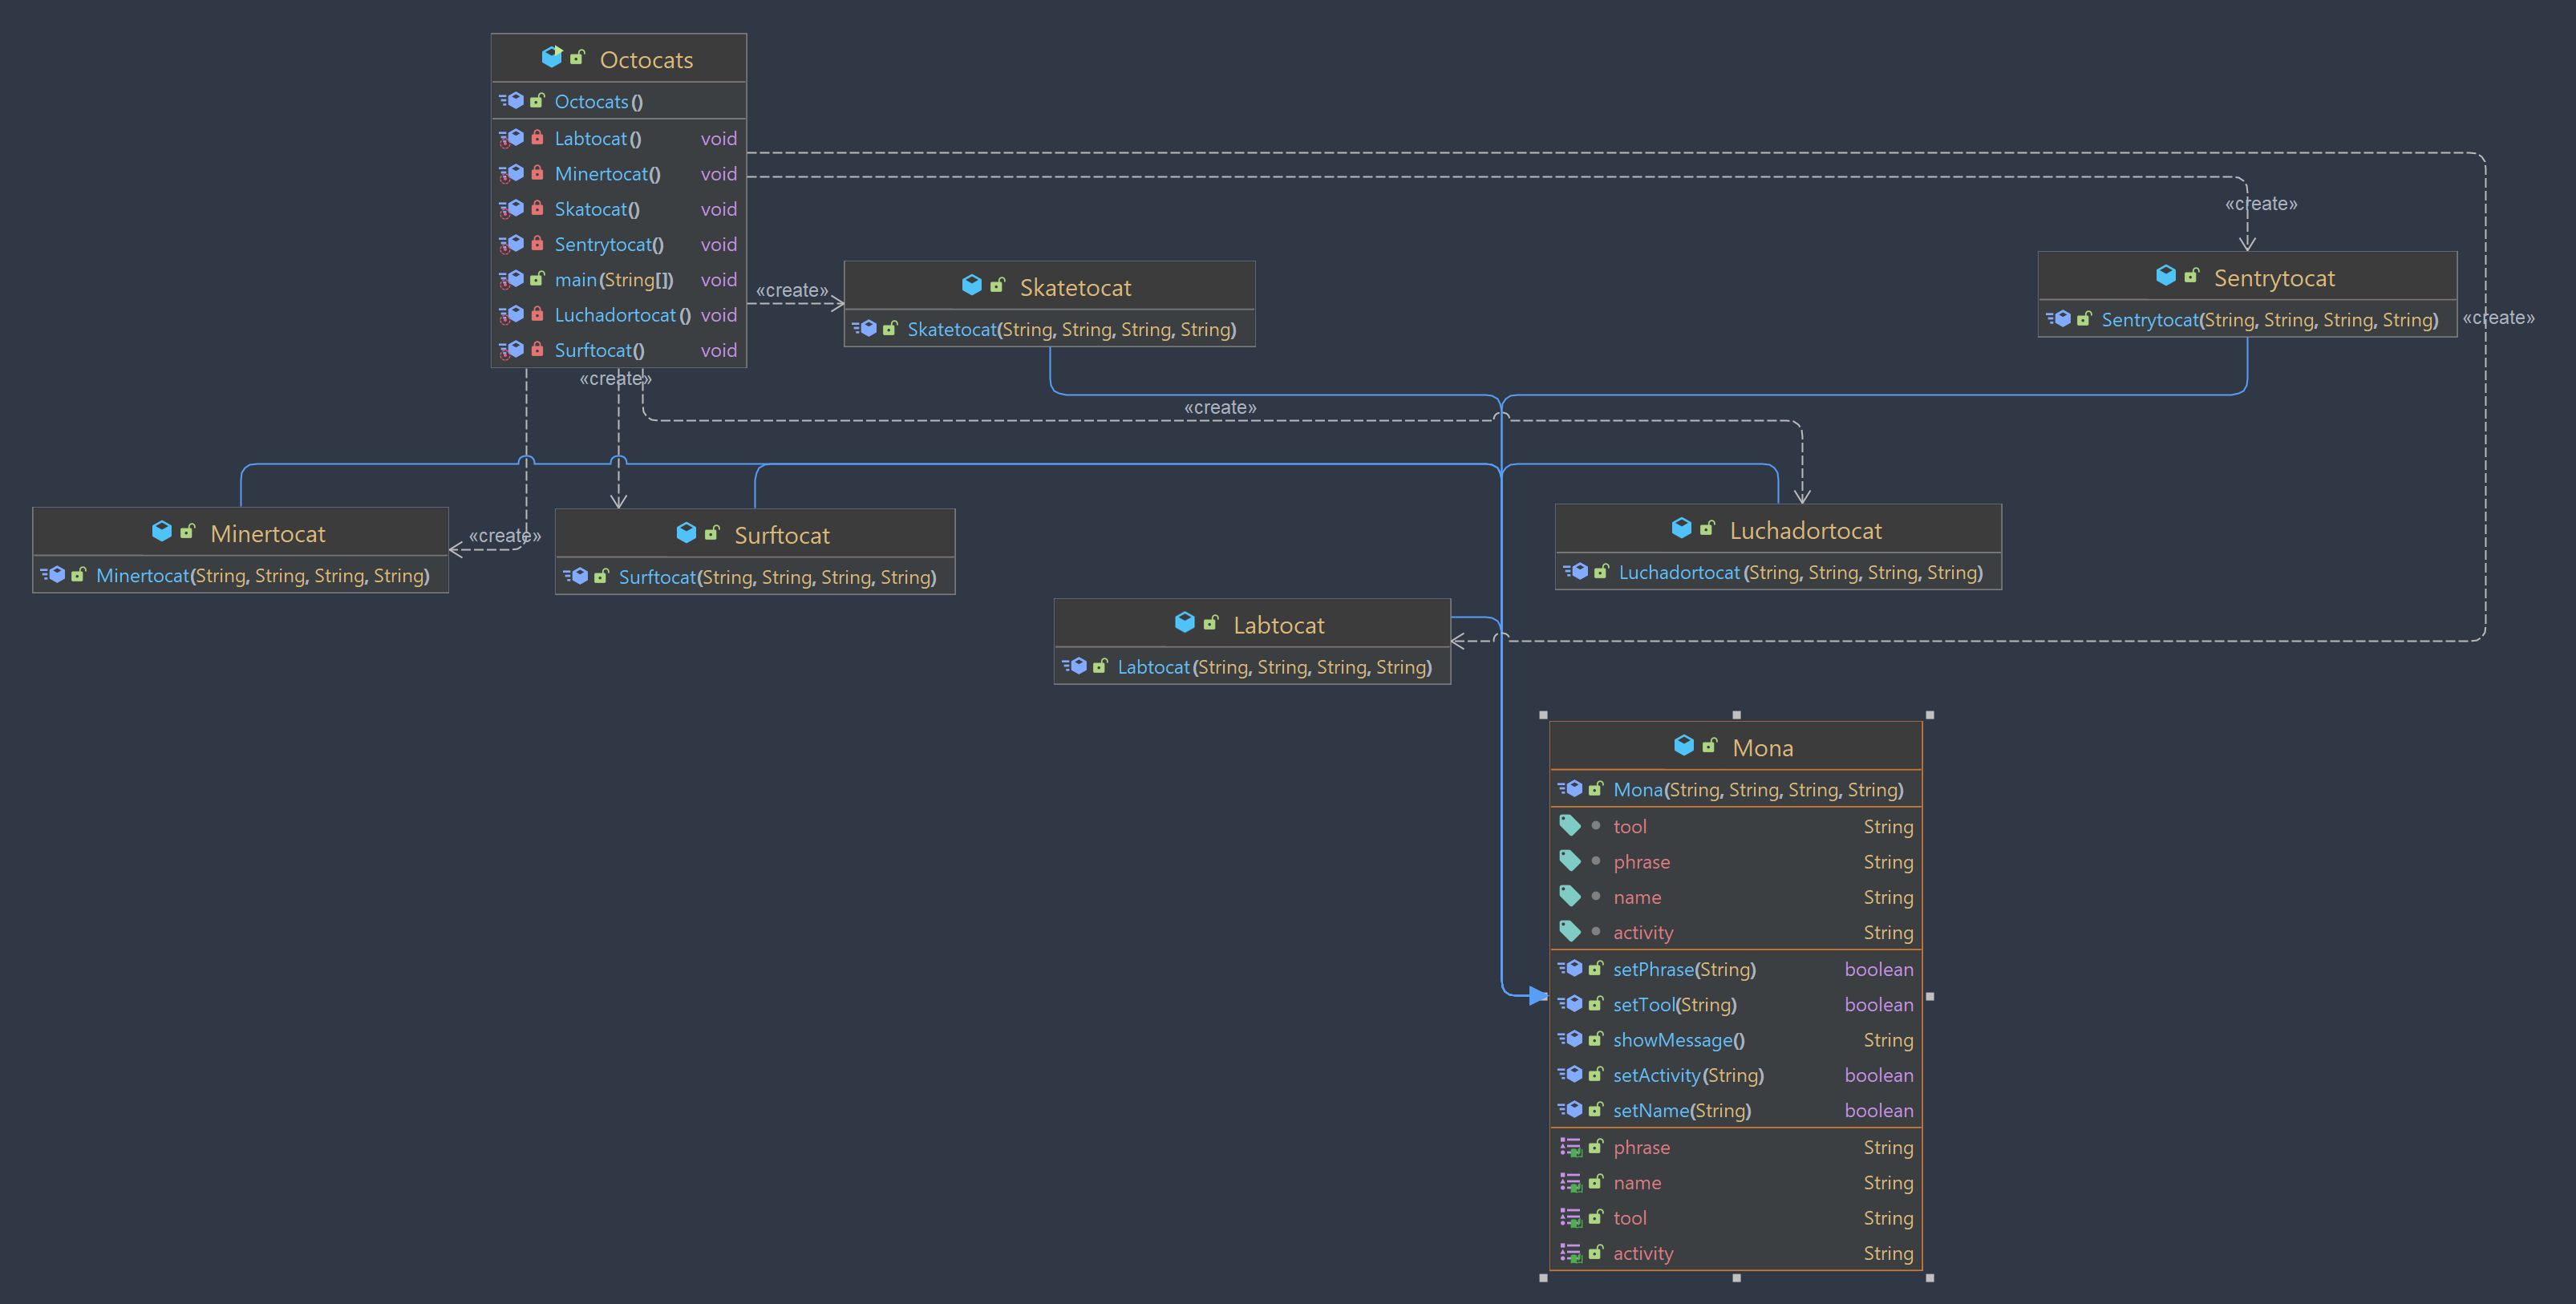 Octocats
Octocats()
Labtocat() void
Minertocat() void
Skatocat() void
Sentrytocat() void
main(String[]) void
Luchadortocat() void
Surftocat() void
«create»
Skatetocat
Skatetocat(String, String, String, String)
«create»
Sentrytocat
Sentrytocat(String, String, String, String)
«create»
«create»
«create»
Minertocat
Minertocat(String, String, String, String)
«create»
Surftocat
Surftocat(String, String, String, String)
Luchadortocat
Luchadortocat(String, String, String, String)
Labtocat
Labtocat(String, String, String, String)
Mona
Mona(String, String, String, String)
tool String
phrase String
name String
activity String
setPhrase(String) boolean
setTool(String) boolean
showMessage() String
setActivity(String) boolean
setName(String) boolean
phrase String
name String
tool String
activity String